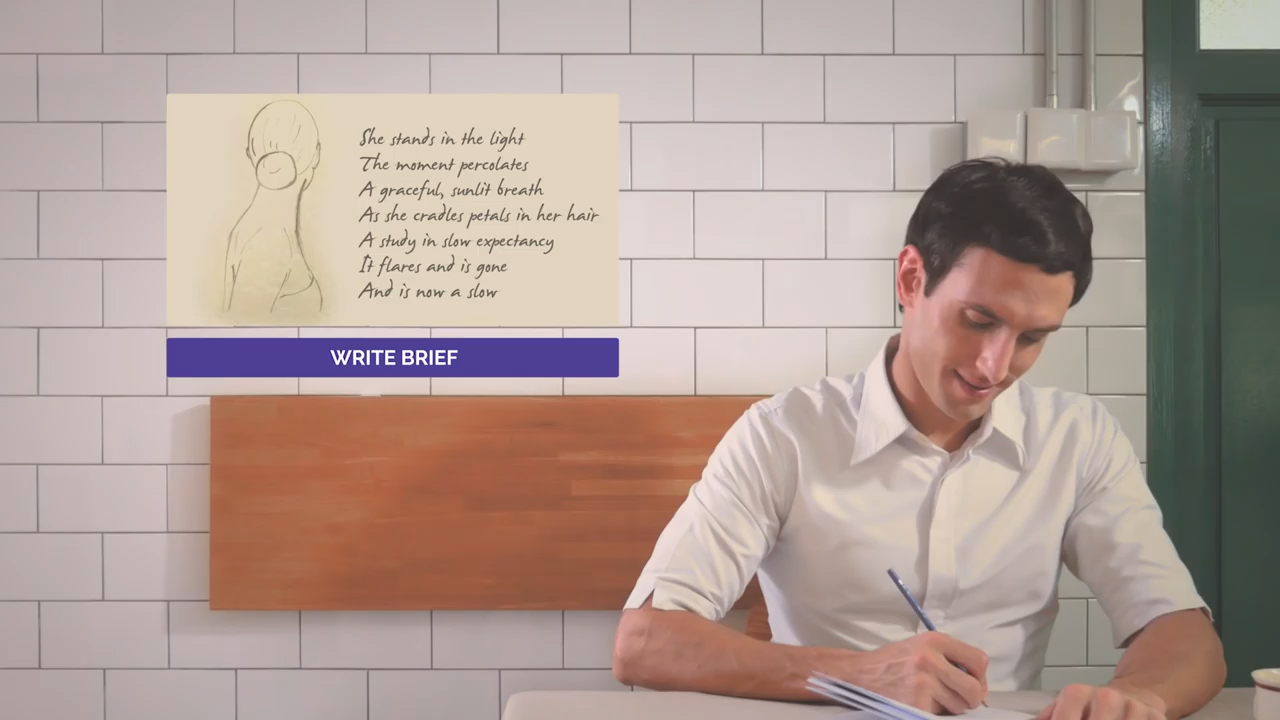 She stands in the light
The moment percolates
A graceful, sunlit breath
As she cradles petals in her hair
A study in slow expectancy
It flares and is gone
And is now a slow
WRITE BRIEF